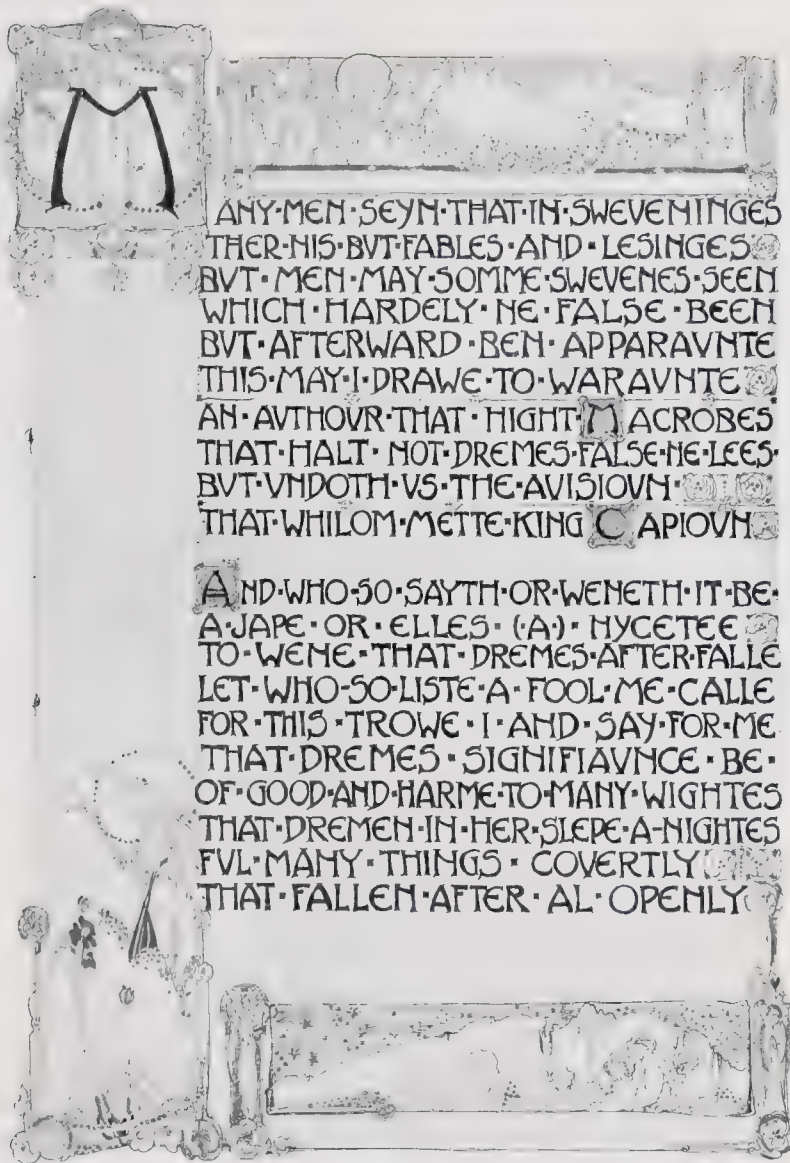 MANY·MEN·SEYN·THAT·IN·SWEVENINGES
THER·NIS·BVT·FABLES·AND·LESINGES
BVT·MEN·MAY·SOMME·SWEVENES·SEEN
WHICH·HARDELY·NE·FALSE·BEEN
BVT·AFTERWARD·BEN·APPARAVNTE
THIS·MAY·I·DRAWE·TO·WARAVNTE
AN·AVTHOVR·THAT·HIGHT·MACROBES
THAT·HALT·NOT·DREMES·FALSE·NE·LEES·
BVT·VNDOTH·VS·THE·AVISIOVN·
THAT·WHILOM·METTE·KING CAPIOVN
AND·WHO·SO·SAYTH·OR·WENETH·IT·BE·
A·JAPE·OR·ELLES·(·A·)·NYCETEE
TO·WENE·THAT·DREMES·AFTER·FALLE
LET·WHO-SO·LISTE·A·FOOL·ME·CALLE
FOR·THIS·TROWE·I·AND·SAY·FOR·ME
THAT·DREMES·SIGNIFIAVNCE·BE·
OF·GOOD·AND·HARME·TO·MANY·WIGHTES
THAT·DREMEN·IN·HER·SLEPE·A-NIGHTES
FVL·MANY·THINGS·COVERTLY
THAT·FALLEN·AFTER·AL·OPENLY